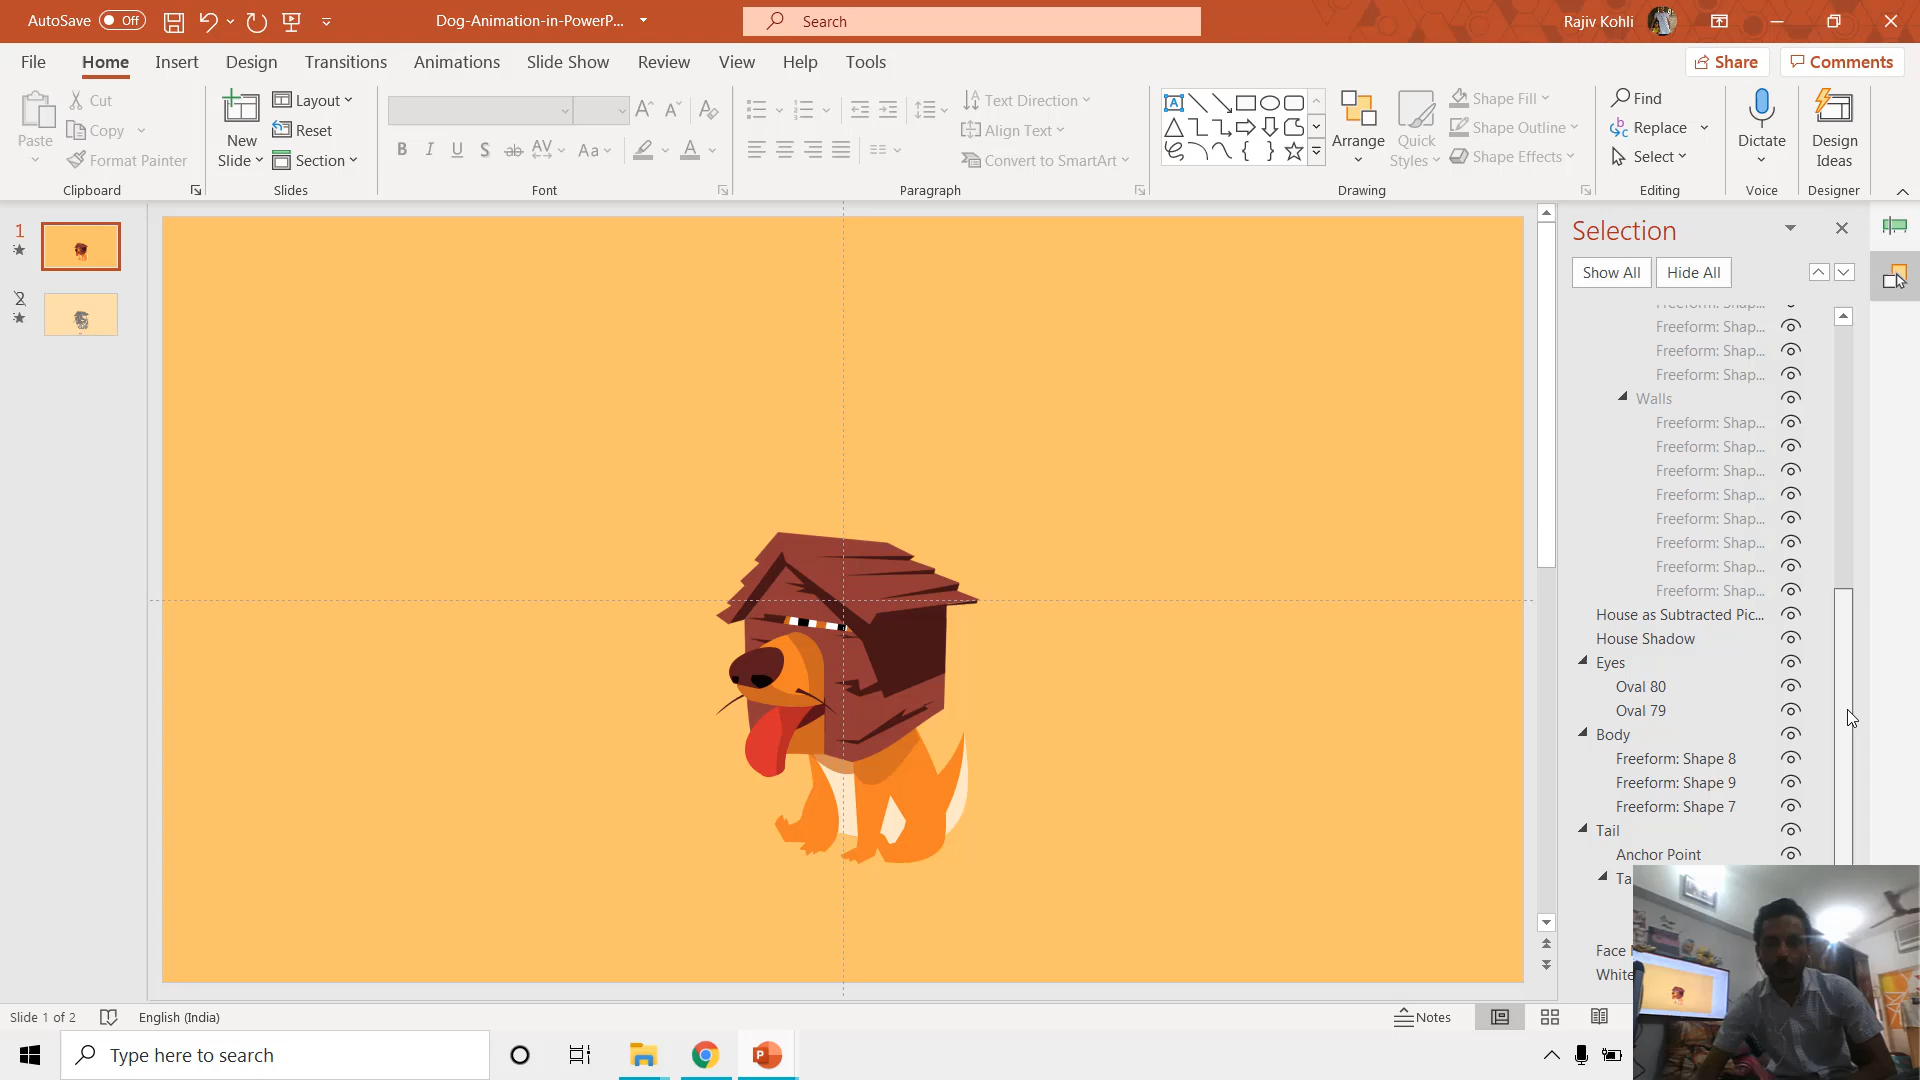 AutoSave Off Dog-Animation-in-PowerP... Search Rajiv Kohli
File Home Insert Design Transitions Animations Slide Show Review View Help Tools Share Comments
Paste
Cut
Copy
Format Painter
Clipboard
New Slide
Layout
Reset
Section
Slides
B I U S ab AV Aa A
Font
Text Direction
Align Text
Convert to SmartArt
Paragraph
Arrange
Quick Styles
Shape Fill
Shape Outline
Shape Effects
Drawing
Find
Replace
Select
Editing
Dictate
Voice
Design Ideas
Designer
1
2
Selection
Show All Hide All
Freeform: Shap...
Freeform: Shap...
Freeform: Shap...
Freeform: Shap...
Walls
Freeform: Shap...
Freeform: Shap...
Freeform: Shap...
Freeform: Shap...
Freeform: Shap...
Freeform: Shap...
Freeform: Shap...
Freeform: Shap...
House as Subtracted Pic...
House Shadow
Eyes
Oval 80
Oval 79
Body
Freeform: Shape 8
Freeform: Shape 9
Freeform: Shape 7
Tail
Anchor Point
Ta
Face
White
Slide 1 of 2 English (India) Notes
Type here to search